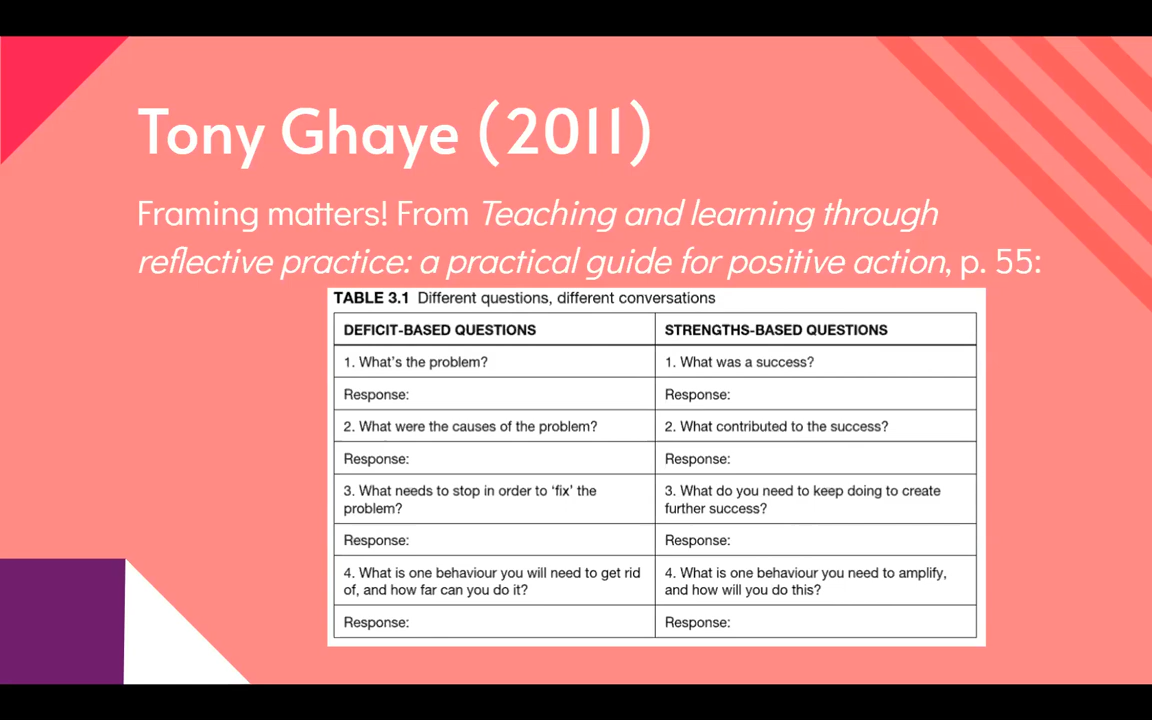 Tony Ghaye (2011)
Framing matters! From Teaching and learning through
reflective practice: a practical guide for positive action, p. 55:
TABLE 3.1 Different questions, different conversations
DEFICIT-BASED QUESTIONS STRENGTHS-BASED QUESTIONS
1. What's the problem? 1. What was a success?
Response: Response:
2. What were the causes of the problem? 2. What contributed to the success?
Response: Response:
3. What needs to stop in order to ‘fix’ the
problem?
3. What do you need to keep doing to create
further success?
Response: Response:
4. What is one behaviour you will need to get rid
of, and how far can you do it?
4. What is one behaviour you need to amplify,
and how will you do this?
Response: Response: